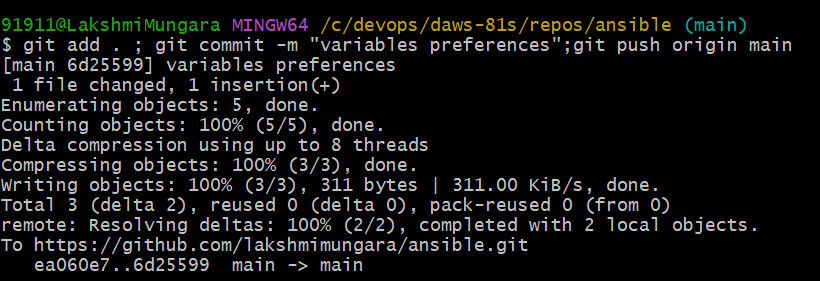 91911@LakshmiMungara MINGW64 /c/devops/daws-81s/repos/ansible (main)
$ git add . ; git commit -m "variables preferences";git push origin main
[main 6d25599] variables preferences
 1 file changed, 1 insertion(+)
Enumerating objects: 5, done.
Counting objects: 100% (5/5), done.
Delta compression using up to 8 threads
Compressing objects: 100% (3/3), done.
Writing objects: 100% (3/3), 311 bytes | 311.00 KiB/s, done.
Total 3 (delta 2), reused 0 (delta 0), pack-reused 0 (from 0)
remote: Resolving deltas: 100% (2/2), completed with 2 local objects.
To https://github.com/lakshmimungara/ansible.git
   ea060e7..6d25599  main -> main